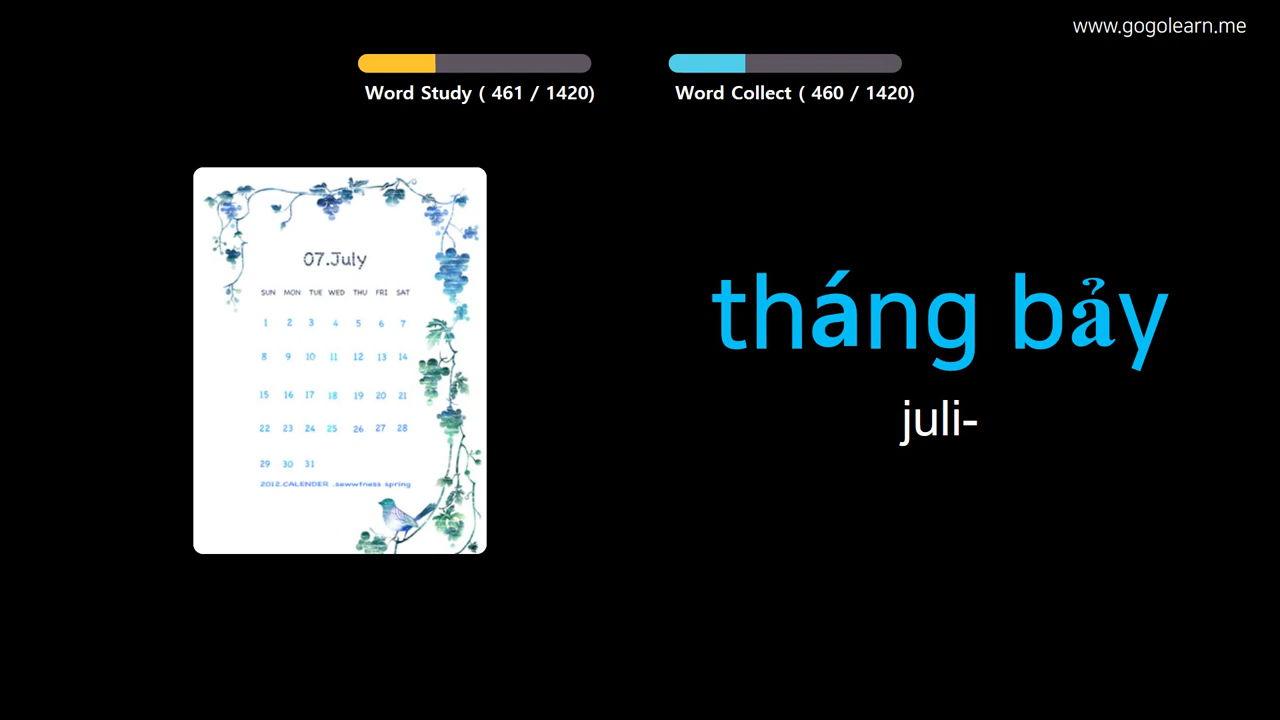 www.gogolearn.me
Word Study ( 461 / 1420)
Word Collect ( 460 / 1420)
07.July
SUN MON TUE WED THU FRI SAT
1 2 3 4 5 6 7
8 9 10 11 12 13 14
15 16 17 18 19 20 21
22 23 24 25 26 27 28
29 30 31
2012.CALENDER .sewwtness spring
tháng bảy
juli-